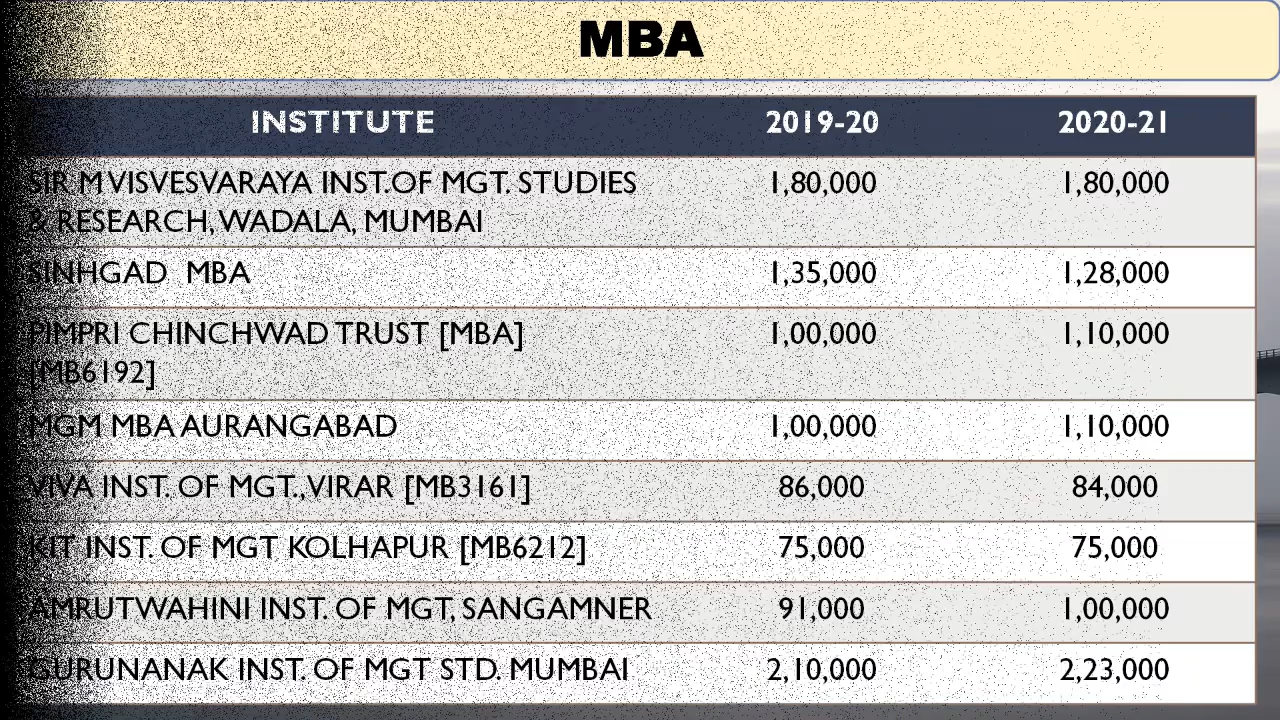 MBA
INSTITUTE 2019-20 2020-21
SIR M VISVESVARAYA INST.OF MGT. STUDIES 1,80,000 1,80,000
& RESEARCH, WADALA, MUMBAI
SINHGAD MBA 1,35,000 1,28,000
PIMPRI CHINCHWAD TRUST [MBA] 1,00,000 1,10,000
[MB6192]
MGM MBA AURANGABAD 1,00,000 1,10,000
VIVA INST. OF MGT., VIRAR [MB3161] 86,000 84,000
KIT INST. OF MGT KOLHAPUR [MB6212] 75,000 75,000
AMRUTWAHINI INST. OF MGT, SANGAMNER 91,000 1,00,000
GURUNANAK INST. OF MGT STD. MUMBAI 2,10,000 2,23,000